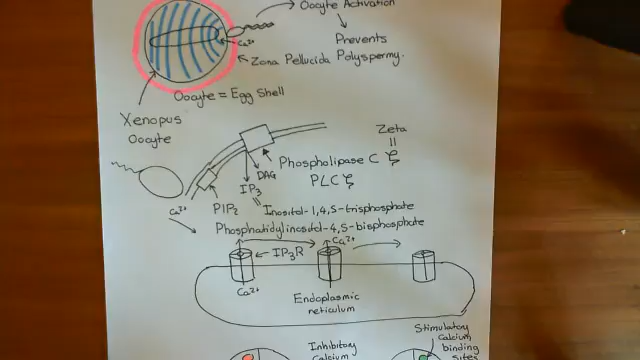 Oocyte Activation
Prevents
Polyspermy.
Ca²⁺
Zona Pellucida
Oocyte = Egg Shell
Xenopus
Oocyte
Zeta
=
Phospholipase C ζ
PLC ζ
DAG
IP₃
=
Inositol-1,4,5-trisphosphate
PIP₂
Ca²⁺
Phosphatidylinositol-4,5-bisphosphate
Ca²⁺
IP₃R
Ca²⁺
Endoplasmic
reticulum
Inhibitory
Calcium
Stimulatory
Calcium
binding
sites